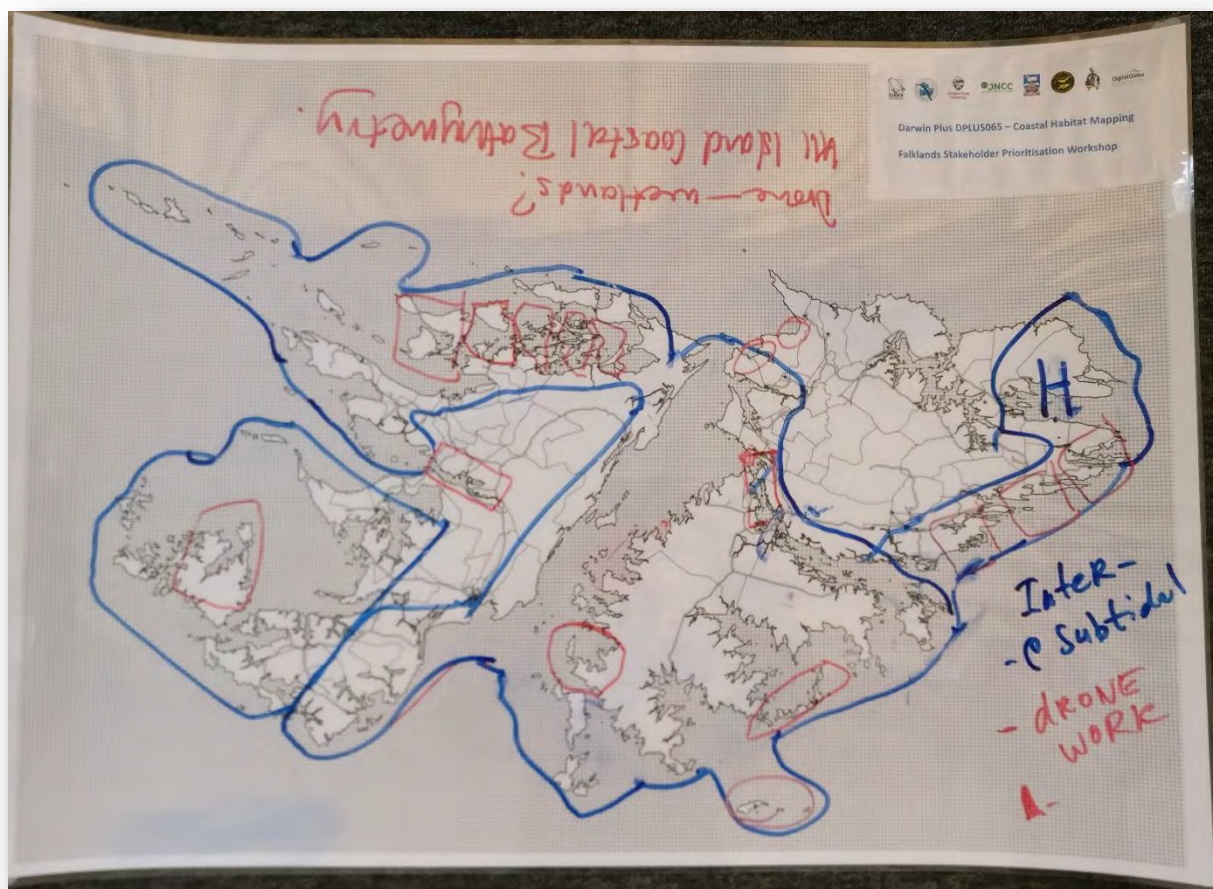 JNCC
DigitalGlobe
Darwin Plus DPLUS065 – Coastal Habitat Mapping
Falklands Stakeholder Prioritisation Workshop
Drone – wetlands?
All Island Coastal Bathymetry.
H
Inter-
- e subtidal
- DRONE
WORK